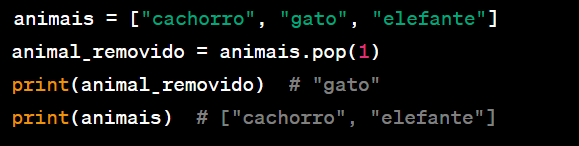 animais = ["cachorro", "gato", "elefante"]
animal_removido = animais.pop(1)
print(animal_removido)  # "gato"
print(animais)  # ["cachorro", "elefante"]